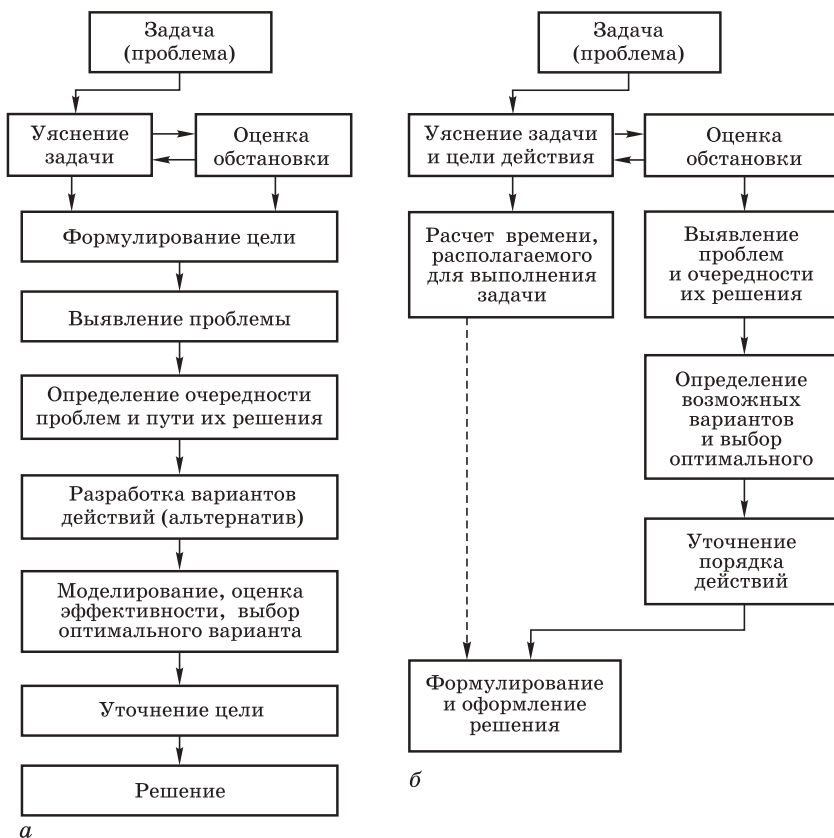 Задача
(проблема)
Уяснение
задачи
Оценка
обстановки
Формулирование цели
Выявление проблемы
Определение очередности
проблем и пути их решения
Разработка вариантов
действий (альтернатив)
Моделирование, оценка
эффективности, выбор
оптимального варианта
Уточнение цели
Решение
а
Задача
(проблема)
Уяснение задачи
и цели действия
Оценка
обстановки
Расчет времени,
располагаемого
для выполнения
задачи
Выявление
проблем
и очередности
их решения
Определение
возможных
вариантов
и выбор
оптимального
Уточнение
порядка
действий
Формулирование
и оформление
решения
б